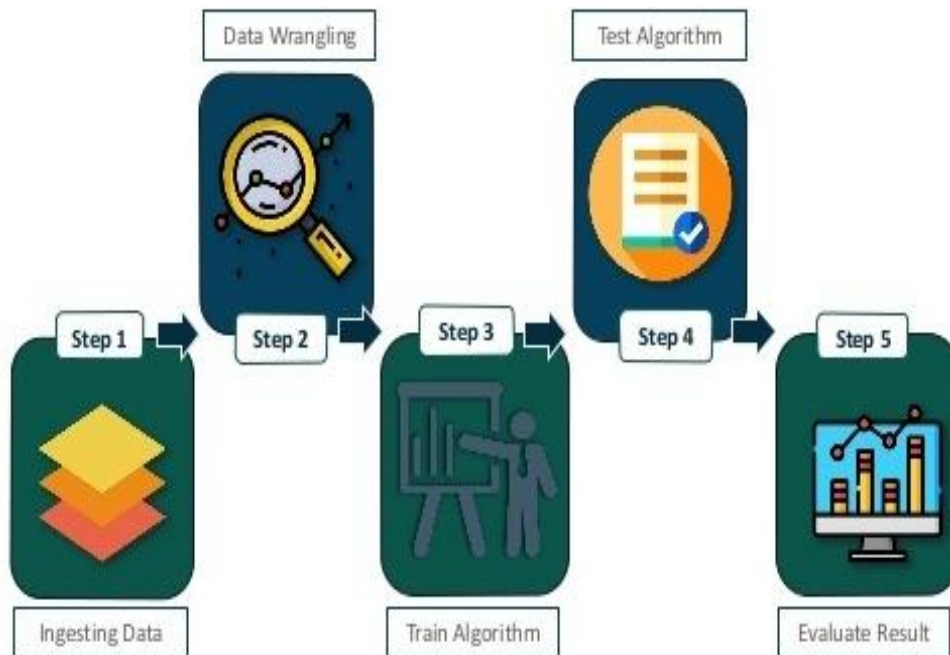 Data Wrangling
Test Algorithm
Step 1
Step 2
Step 3
Step 4
Step 5
Ingesting Data
Train Algorithm
Evaluate Result